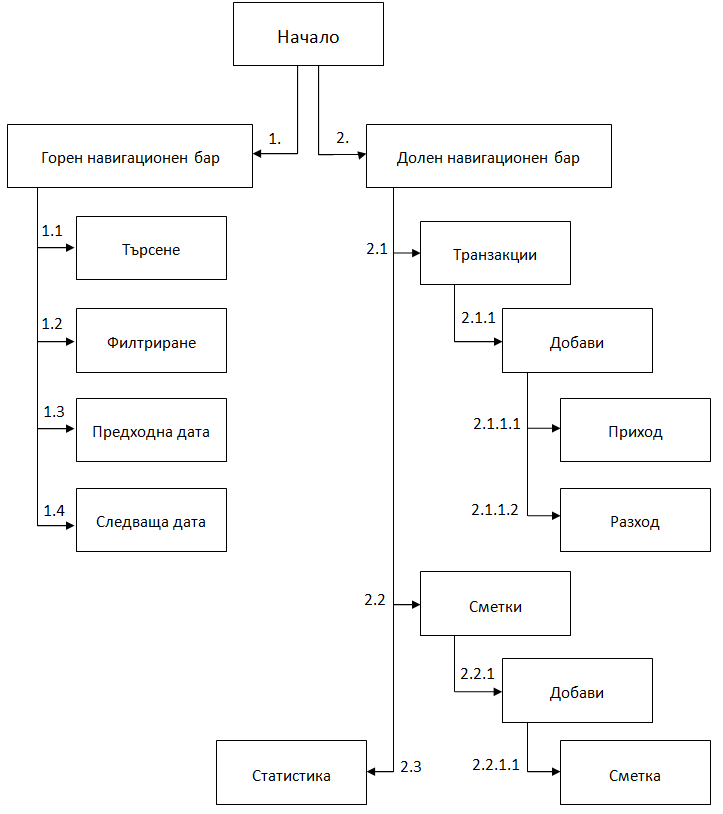 Начало
1.
2.
Горен навигационен бар
Долен навигационен бар
1.1
Търсене
1.2
Филтриране
1.3
Предходна дата
1.4
Следваща дата
2.1
Транзакции
2.1.1
Добави
2.1.1.1
Приход
2.1.1.2
Разход
2.2
Сметки
2.2.1
Добави
2.2.1.1
Сметка
2.3
Статистика